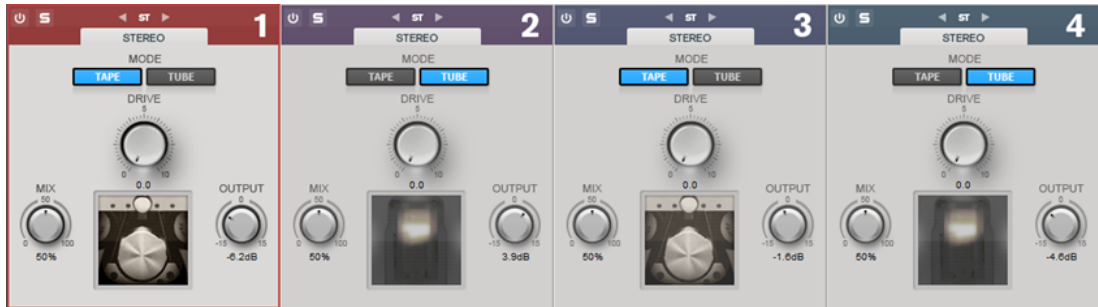 S ST 1 S ST 2 S ST 3 S ST 4
STEREO STEREO STEREO STEREO
MODE MODE MODE MODE
TAPE TUBE TAPE TUBE TAPE TUBE TAPE TUBE
DRIVE DRIVE DRIVE DRIVE
5 5 5 5
0 10 0 10 0 10 0 10
0.0 0.0 0.0 0.0
MIX OUTPUT MIX OUTPUT MIX OUTPUT MIX OUTPUT
50 0 50 0 50 0 50 0
0 100 -15 15 0 100 -15 15 0 100 -15 15 0 100 -15 15
50% -6.2dB 50% 3.9dB 50% -1.6dB 50% -4.6dB